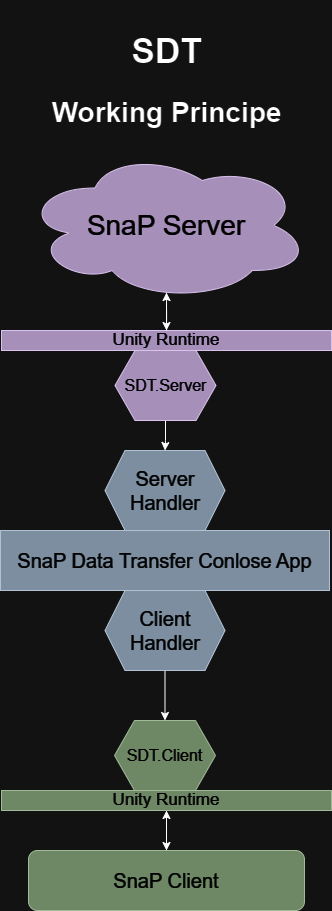 SDT
Working Principe
SnaP Server
Unity Runtime
SDT.Server
Server
Handler
SnaP Data Transfer Conlose App
Client
Handler
SDT.Client
Unity Runtime
SnaP Client